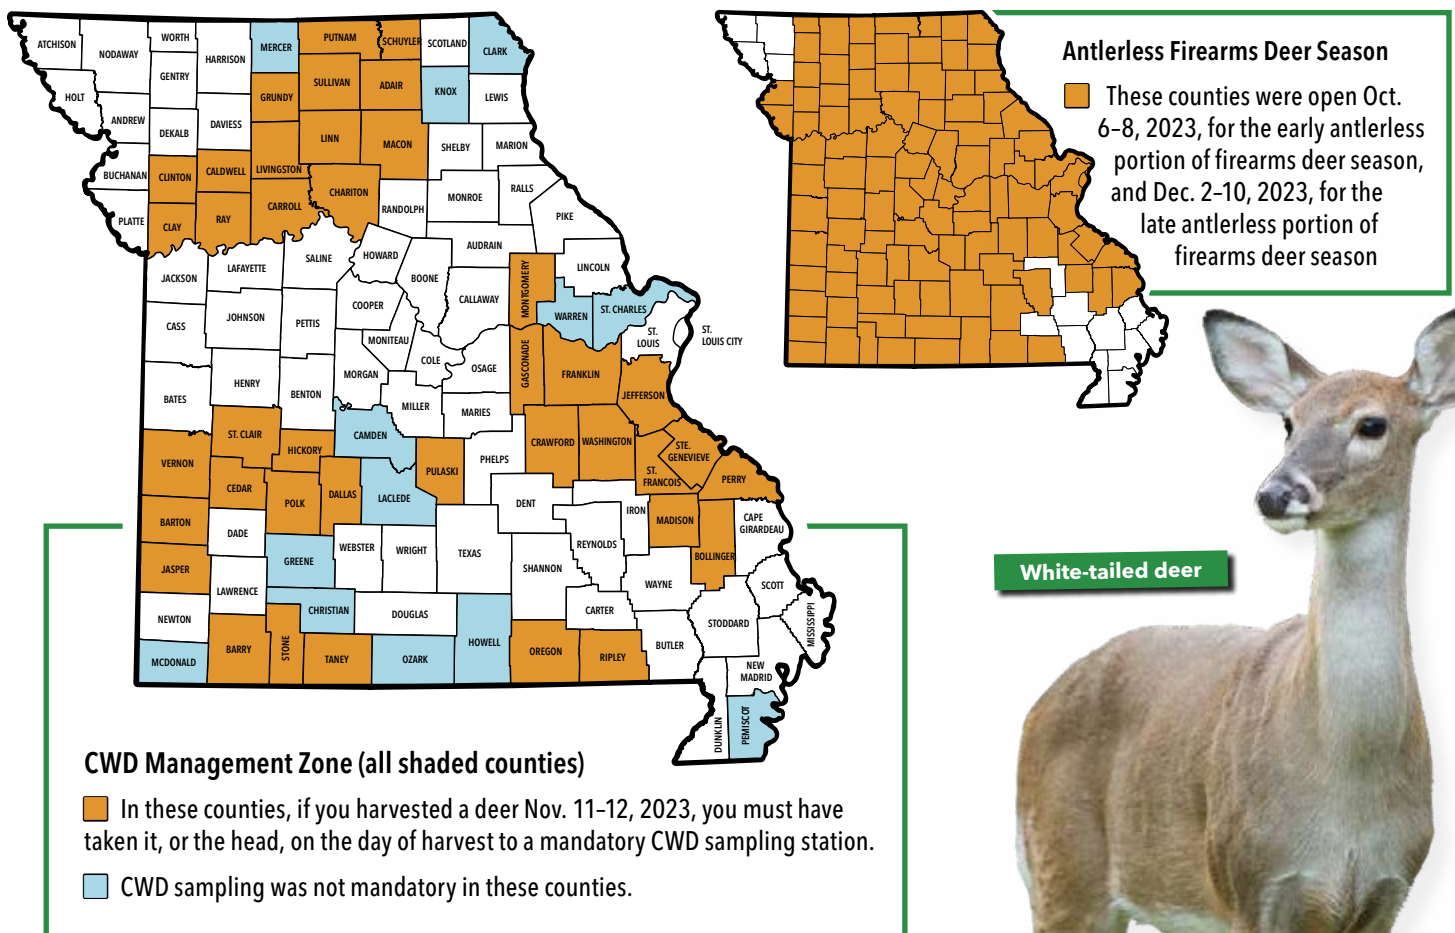 ATCHISON
NODAWAY
WORTH
HARRISON
MERCER
PUTNAM
SCHUYLER
SCOTLAND
CLARK
HOLT
GENTRY
SULLIVAN
ADAIR
KNOX
LEWIS
GRUNDY
ANDREW
DEKALB
DAVIESS
LINN
MACON
SHELBY
MARION
BUCHANAN
CLINTON
CALDWELL
LIVINGSTON
CHARITON
RANDOLPH
MONROE
RALLS
PIKE
PLATTE
CLAY
RAY
CARROLL
SALINE
HOWARD
AUDRAIN
JACKSON
LAFAYETTE
BOONE
CALLAWAY
MONTGOMERY
LINCOLN
COOPER
WARREN
ST. CHARLES
CASS
JOHNSON
PETTIS
MONITEAU
COLE
OSAGE
GASCONADE
FRANKLIN
ST.
LOUIS
ST.
LOUIS CITY
BATES
HENRY
BENTON
MORGAN
MILLER
MARIES
JEFFERSON
ST. CLAIR
HICKORY
CAMDEN
PULASKI
PHELPS
CRAWFORD
WASHINGTON
STE.
GENEVIEVE
VERNON
CEDAR
POLK
DALLAS
LACLEDE
DENT
IRON
ST.
FRANCOIS
PERRY
BARTON
DADE
GREENE
WEBSTER
WRIGHT
TEXAS
REYNOLDS
MADISON
BOLLINGER
CAPE
GIRARDEAU
JASPER
LAWRENCE
SHANNON
WAYNE
SCOTT
NEWTON
CHRISTIAN
DOUGLAS
HOWELL
CARTER
STODDARD
MISSISSIPPI
MCDONALD
BARRY
STONE
TANEY
OZARK
OREGON
RIPLEY
BUTLER
NEW
MADRID
DUNKLIN
PEMISCOT
Antlerless Firearms Deer Season
These counties were open Oct.
6–8, 2023, for the early antlerless
portion of firearms deer season,
and Dec. 2–10, 2023, for the
late antlerless portion of
firearms deer season
White-tailed deer
CWD Management Zone (all shaded counties)
In these counties, if you harvested a deer Nov. 11–12, 2023, you must have
taken it, or the head, on the day of harvest to a mandatory CWD sampling station.
CWD sampling was not mandatory in these counties.